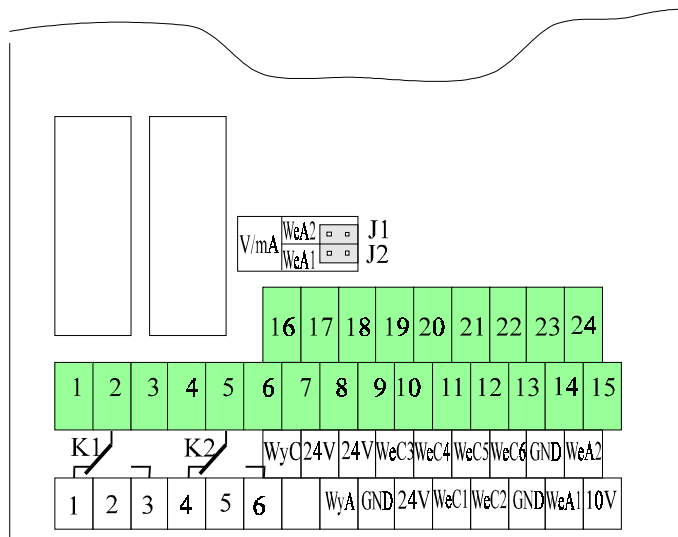 V/mA WeA2 J1
WeA1 J2
16 17 18 19 20 21 22 23 24
1 2 3 4 5 6 7 8 9 10 11 12 13 14 15
K1 K2 WyC 24V 24V WeC3 WeC4 WeC5 WeC6 GND WeA2
1 2 3 4 5 6 WyA GND 24V WeC1 WeC2 GND WeA1 10V